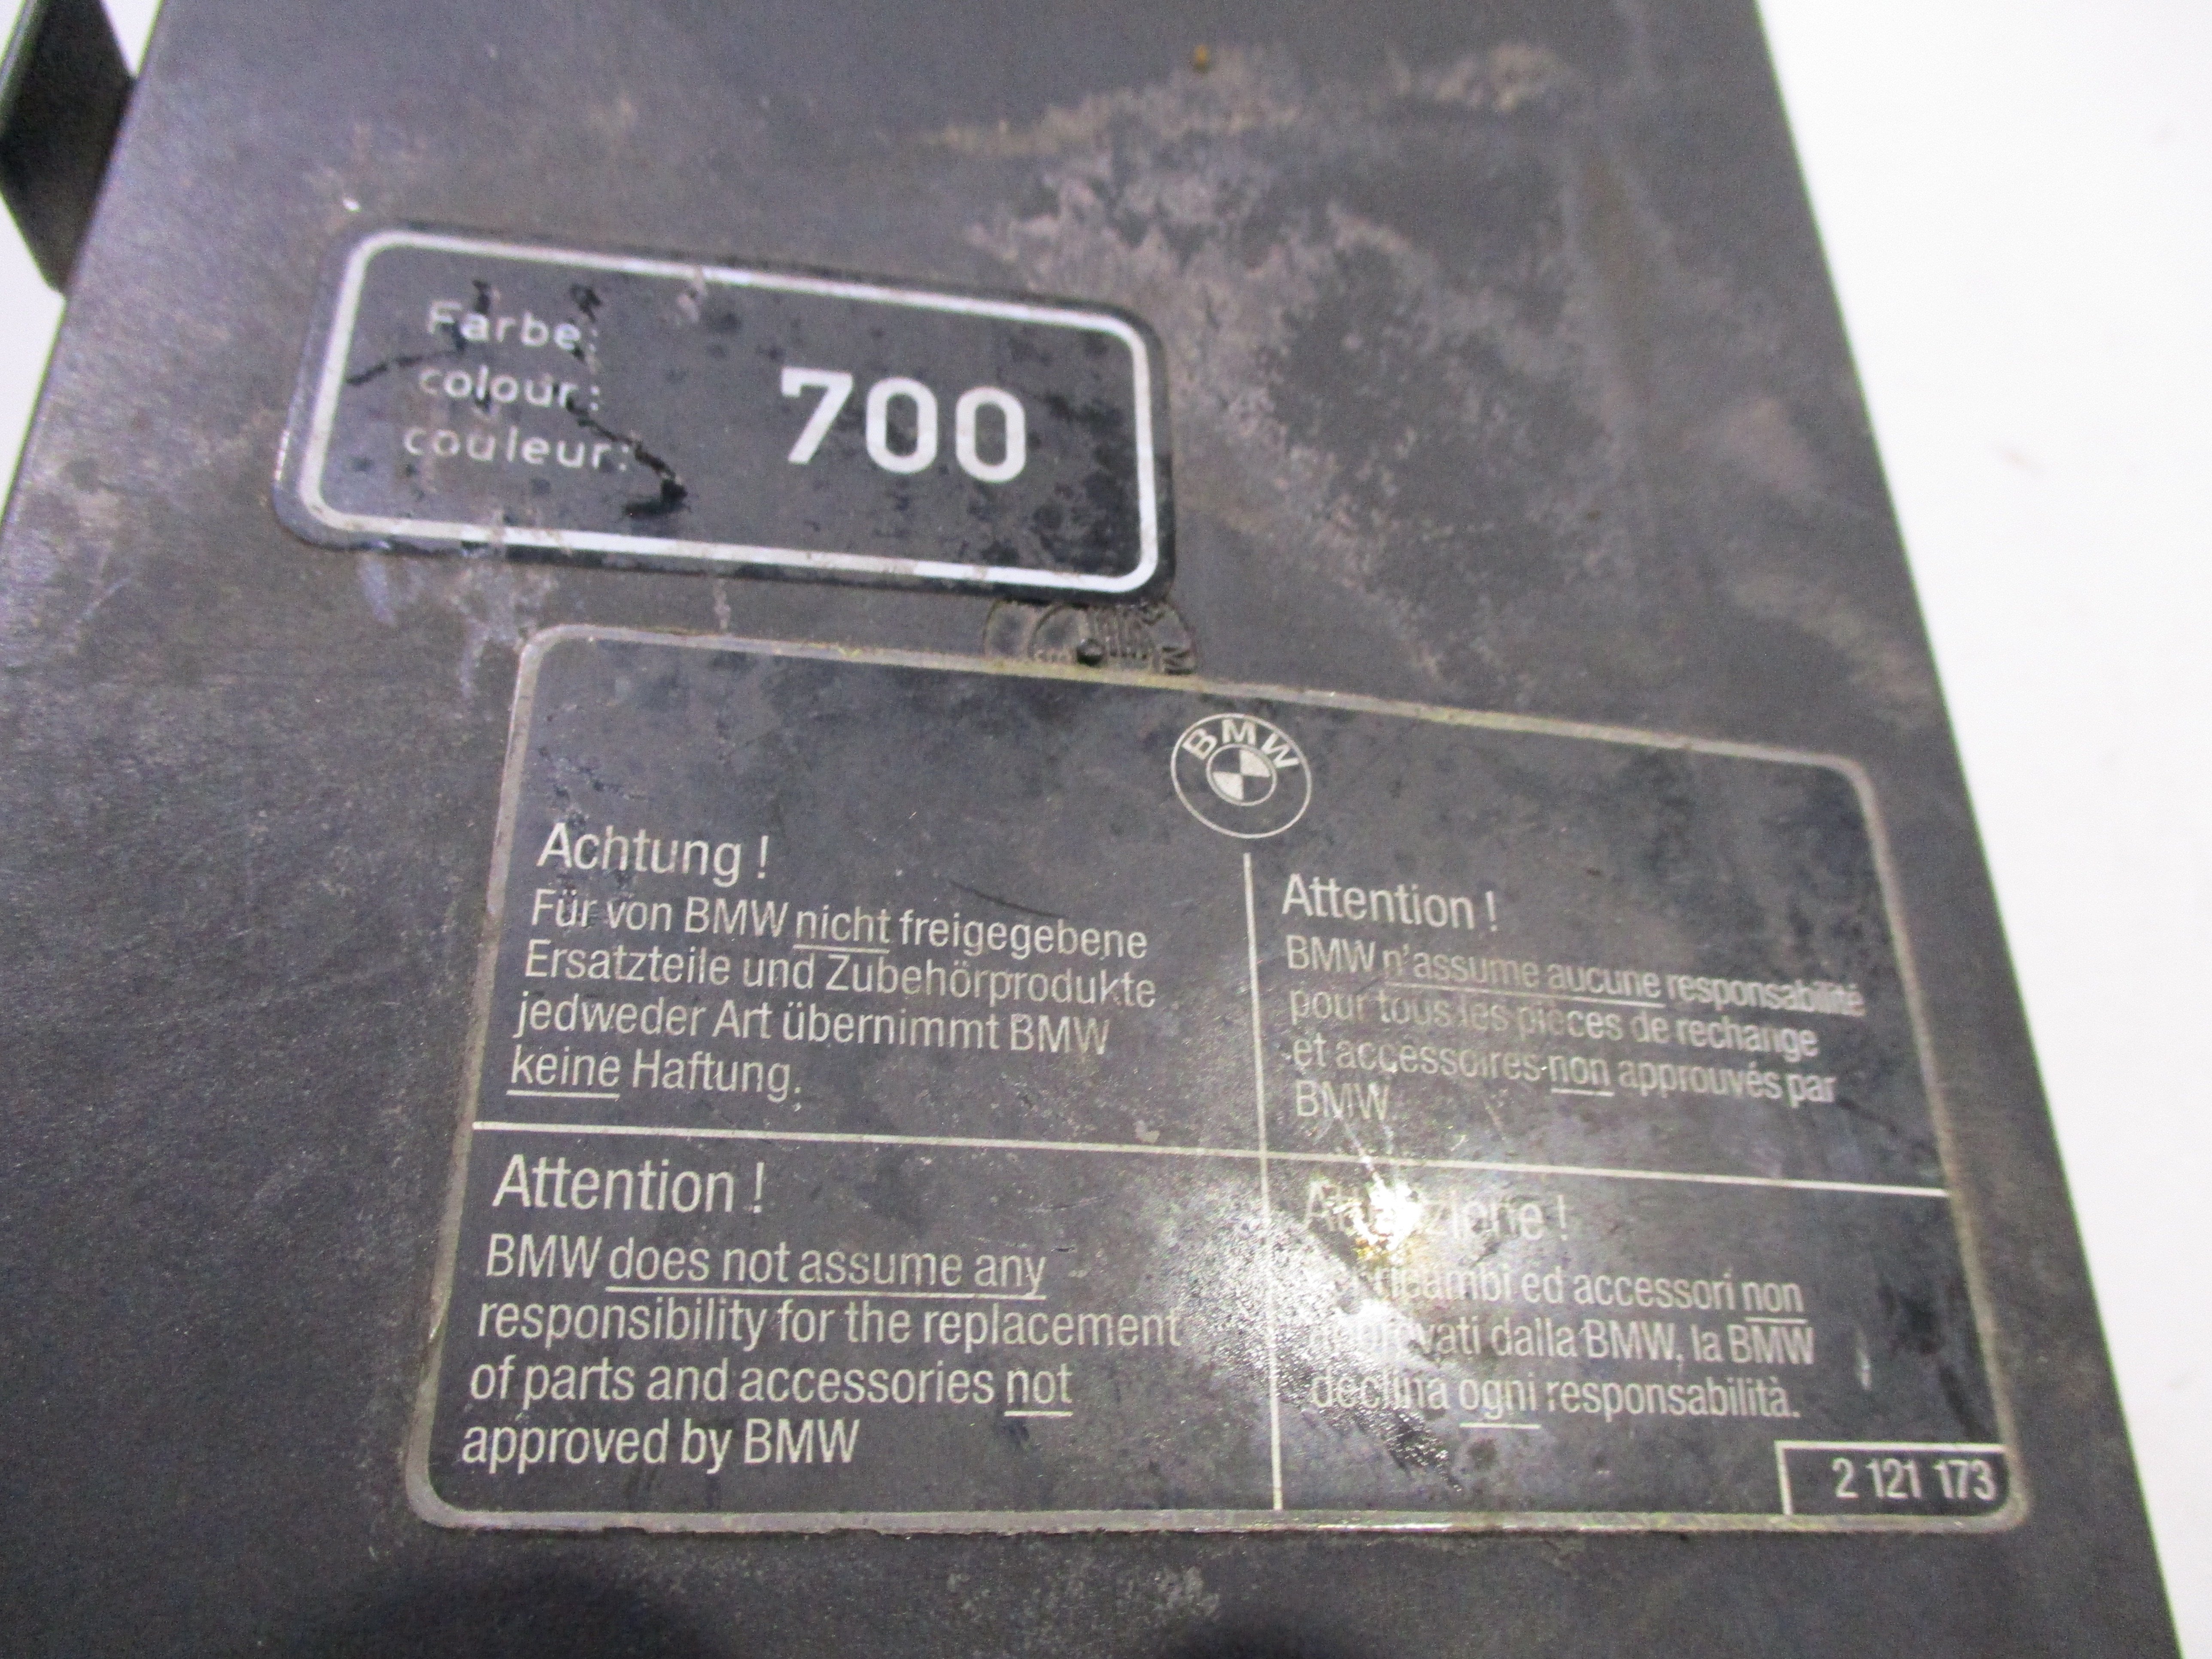 Farbe:
colour:
couleur:
700
BMW
Achtung !
Für von BMW nicht freigegebene
Ersatzteile und Zubehörprodukte
jedweder Art übernimmt BMW
keine Haftung.
Attention !
BMW n'assume aucune responsabilité
pour tous les pièces de rechange
et accessoires non approuvés par
BMW
Attention !
BMW does not assume any
responsibility for the replacement
of parts and accessories not
approved by BMW
ricambi ed accessori non
dalla BMW, la BMW
declina ogni responsabilità.
2 121 173